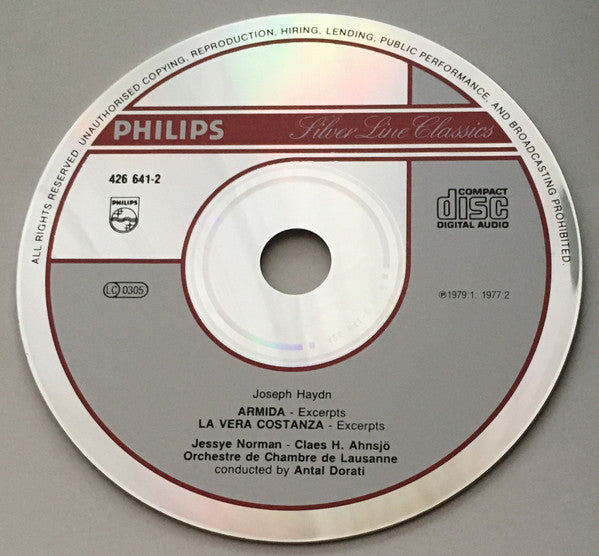 ALL RIGHTS RESERVED. UNAUTHORISED COPYING, REPRODUCTION, HIRING, LENDING, PUBLIC PERFORMANCE, AND BROADCASTING PROHIBITED.
PHILIPS Silver Line Classics
426 641-2
PHILIPS
COMPACT
disc
DIGITAL AUDIO
LC 0305
℗1979:1; 1977:2
Joseph Haydn
ARMIDA - Excerpts
LA VERA COSTANZA - Excerpts
Jessye Norman - Claes H. Ahnsjö
Orchestre de Chambre de Lausanne
conducted by Antal Dorati